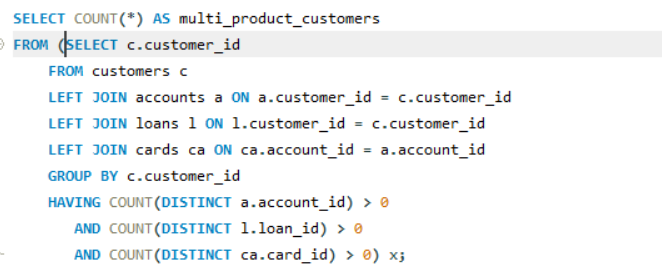 SELECT COUNT(*) AS multi_product_customers
FROM (SELECT c.customer_id
FROM customers c
LEFT JOIN accounts a ON a.customer_id = c.customer_id
LEFT JOIN loans l ON l.customer_id = c.customer_id
LEFT JOIN cards ca ON ca.account_id = a.account_id
GROUP BY c.customer_id
HAVING COUNT(DISTINCT a.account_id) > 0
AND COUNT(DISTINCT l.loan_id) > 0
AND COUNT(DISTINCT ca.card_id) > 0) x;